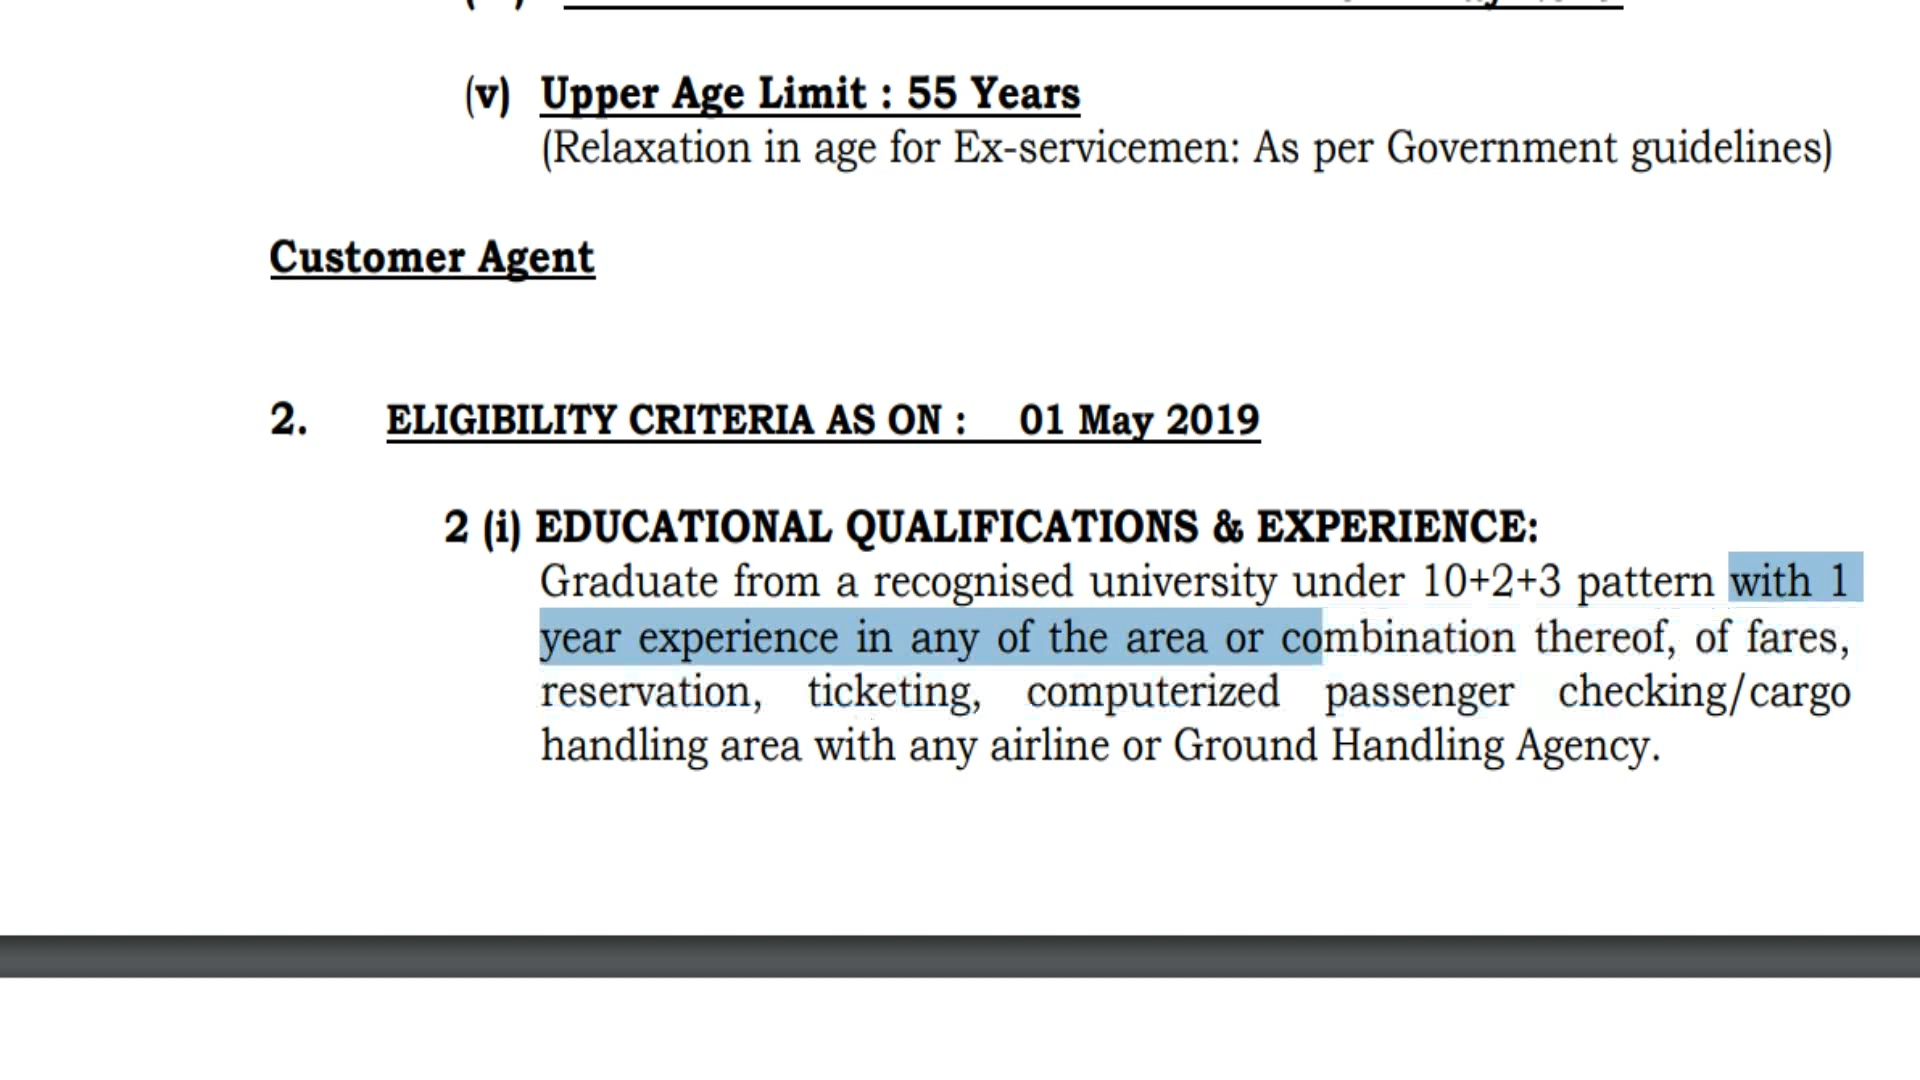 (v) Upper Age Limit : 55 Years
(Relaxation in age for Ex-servicemen: As per Government guidelines)
Customer Agent
2. ELIGIBILITY CRITERIA AS ON : 01 May 2019
2 (i) EDUCATIONAL QUALIFICATIONS & EXPERIENCE:
Graduate from a recognised university under 10+2+3 pattern with 1
year experience in any of the area or combination thereof, of fares,
reservation, ticketing, computerized passenger checking/cargo
handling area with any airline or Ground Handling Agency.